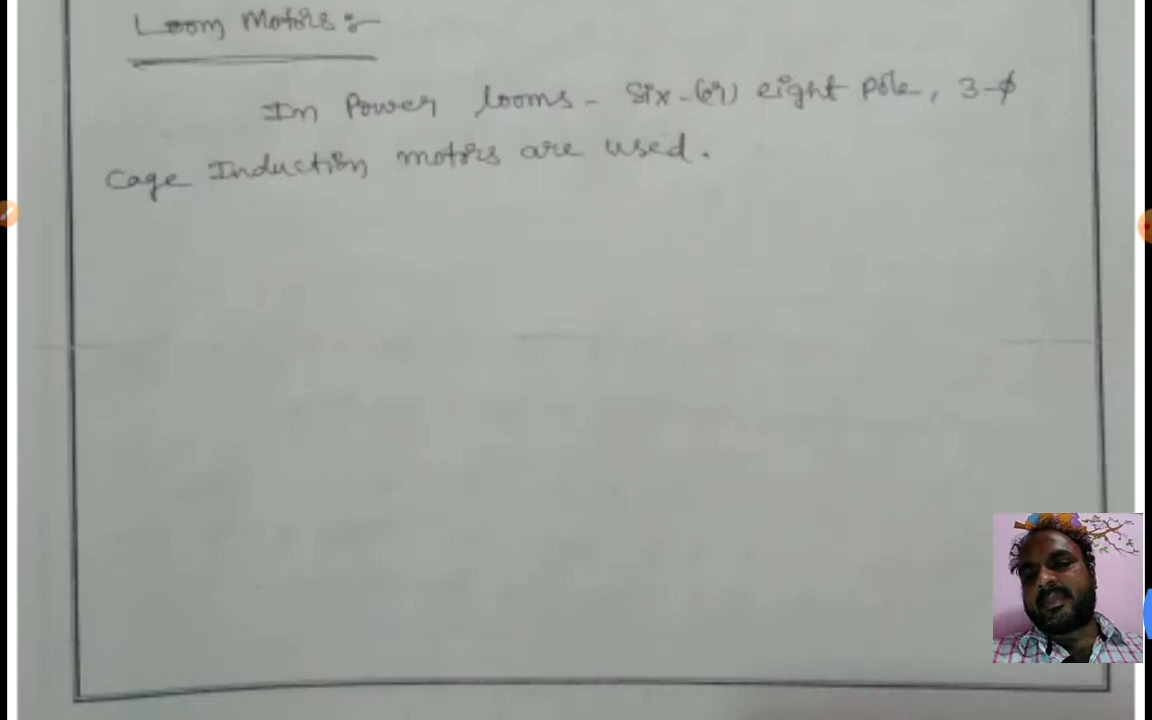 Loom Motors :-
In Power looms - Six-(or) eight pole, 3-ϕ
cage Induction motors are used.